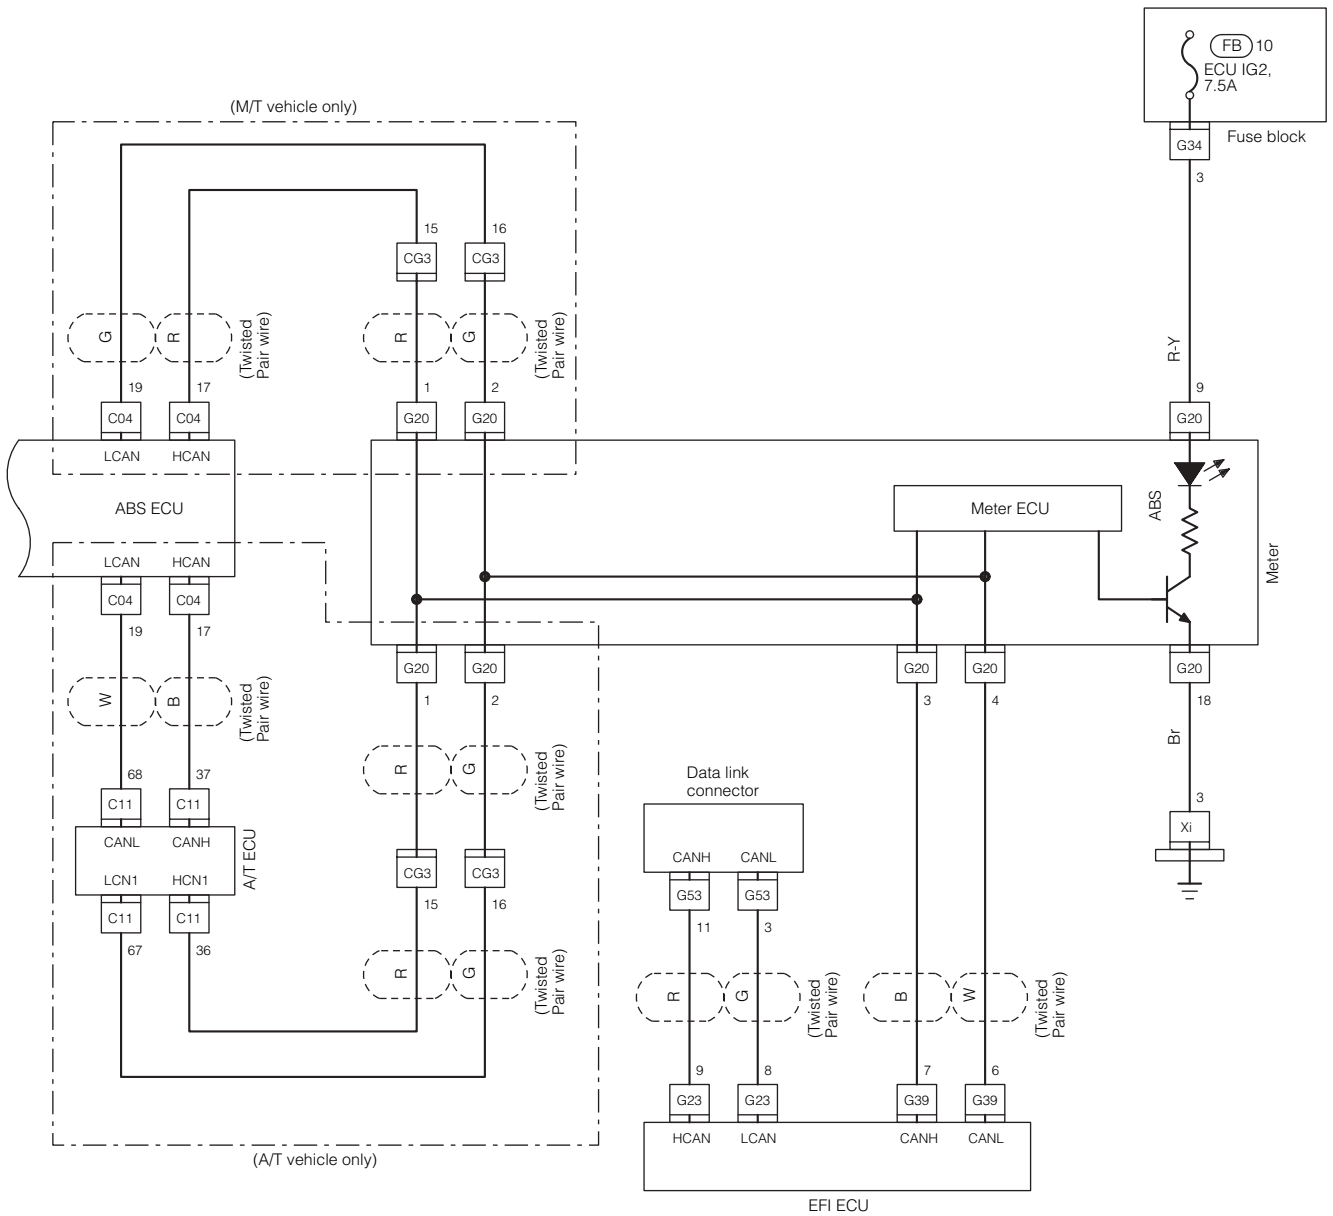 FB 10
ECU IG2,
7.5A
(M/T vehicle only)
Fuse block
G34
3
15 16
CG3 CG3
G R (Twisted
Pair wire)
R G (Twisted
Pair wire)
R-Y
19 17 1 2 9
C04 C04 G20 G20 G20
LCAN HCAN
ABS ECU
Meter ECU
ABS
Meter
LCAN HCAN
C04 C04
19 17
G20 G20 G20 G20 G20
1 2 3 4 18
W B (Twisted
Pair wire)
Br
68 37
C11 C11
CANL CANH
A/T ECU
LCN1 HCN1
C11 C11
67 36
R G (Twisted
Pair wire)
CG3 CG3
15 16
R G (Twisted
Pair wire)
Data link
connector
CANH CANL
G53 G53
11 3
3
Xi
R G (Twisted
Pair wire)
B W (Twisted
Pair wire)
9 8 7 6
G23 G23 G39 G39
HCAN LCAN CANH CANL
EFI ECU
(A/T vehicle only)